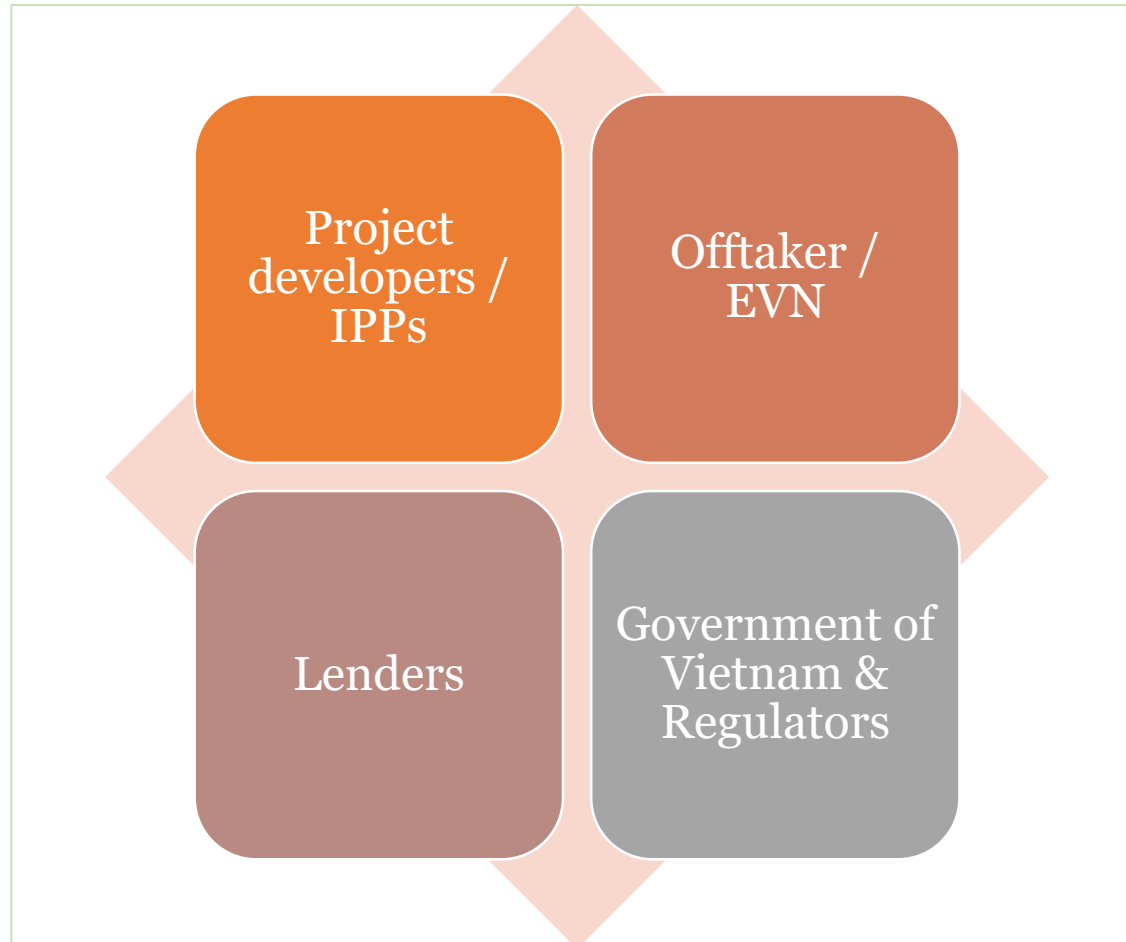 Project
developers /
IPPs
Offtaker /
EVN
Lenders
Government of
Vietnam &
Regulators